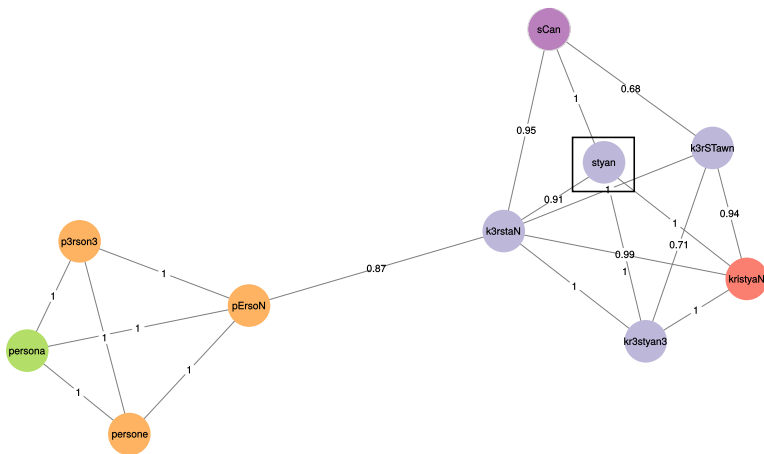 sCan
1
0.68
0.95
k3rSTawn
styan
1
0.91
0.94
1
k3rstaN
p3rson3
0.71
0.99
0.87
1
1
kristyaN
1
1
pErsoN
1
1
1
kr3styan3
persona
1
1
1
persone